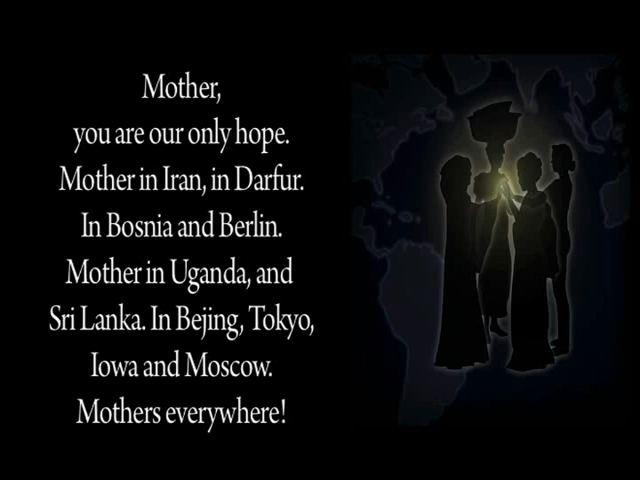 Mother,
you are our only hope.
Mother in Iran, in Darfur.
In Bosnia and Berlin.
Mother in Uganda, and
Sri Lanka. In Bejing, Tokyo,
Iowa and Moscow.
Mothers everywhere!